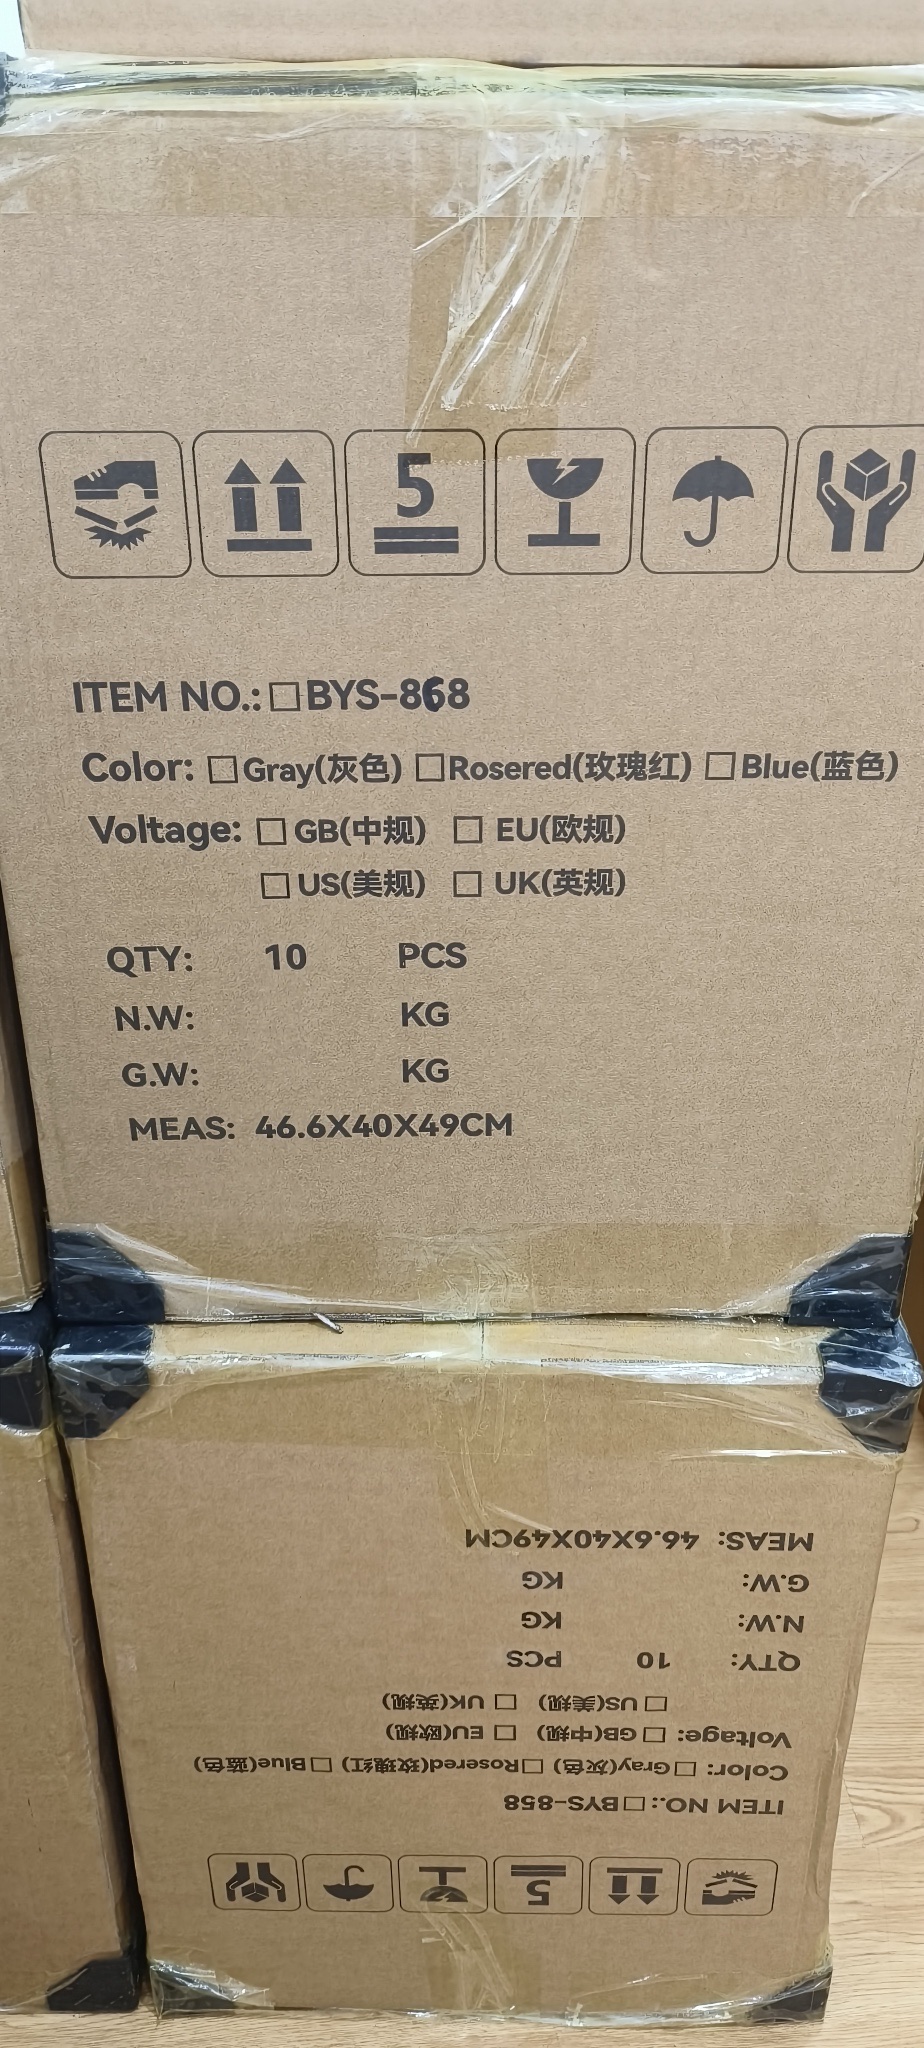 5
ITEM NO.: □BYS-868
Color: □Gray(灰色) □Rosered(玫瑰红) □Blue(蓝色)
Voltage: □ GB(中规) □ EU(欧规)
□ US(美规) □ UK(英规)
QTY: 10 PCS
N.W: KG
G.W: KG
MEAS: 46.6X40X49CM
5
ITEM NO.: □BYS-858
Color: □Gray(灰色) □Rosered(玫瑰红) □Blue(蓝色)
Voltage: □ GB(中规) □ EU(欧规)
□ US(美规) □ UK(英规)
QTY: 10 PCS
N.W: KG
G.W: KG
MEAS: 46.6X40X49CM